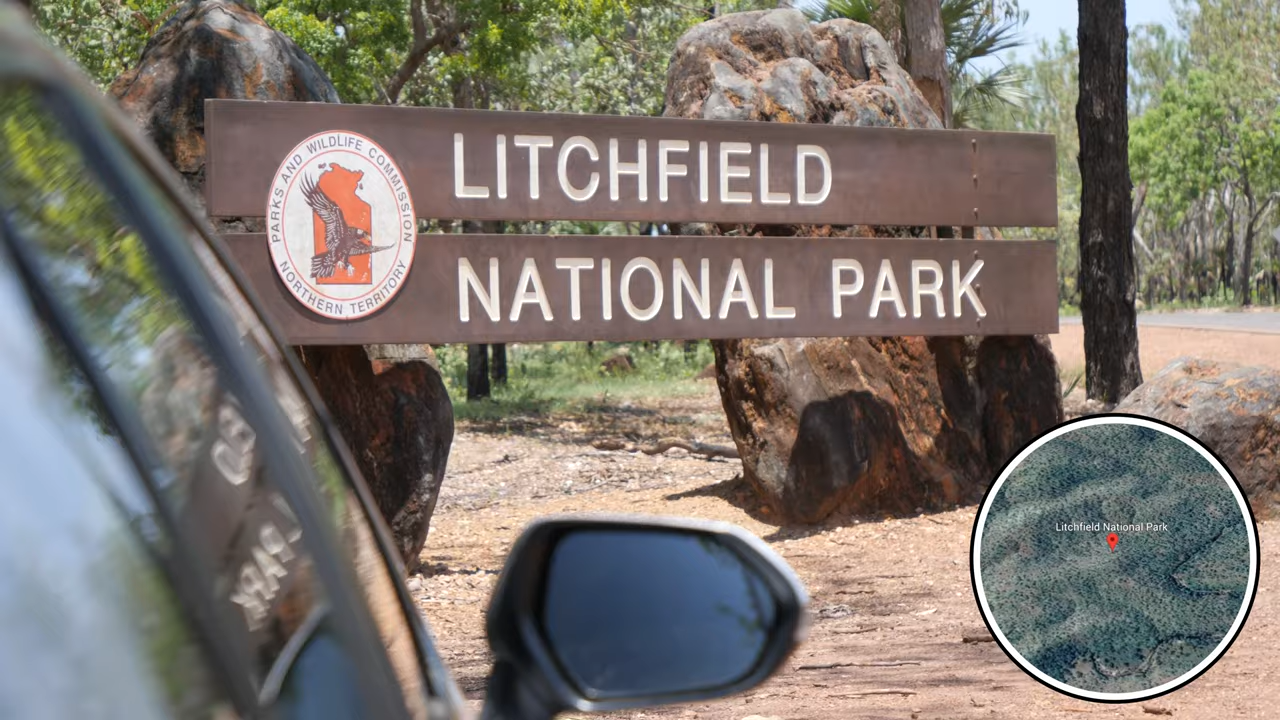 LITCHFIELD
NATIONAL PARK
PARKS AND WILDLIFE COMMISSION
NORTHERN TERRITORY
Litchfield National Park